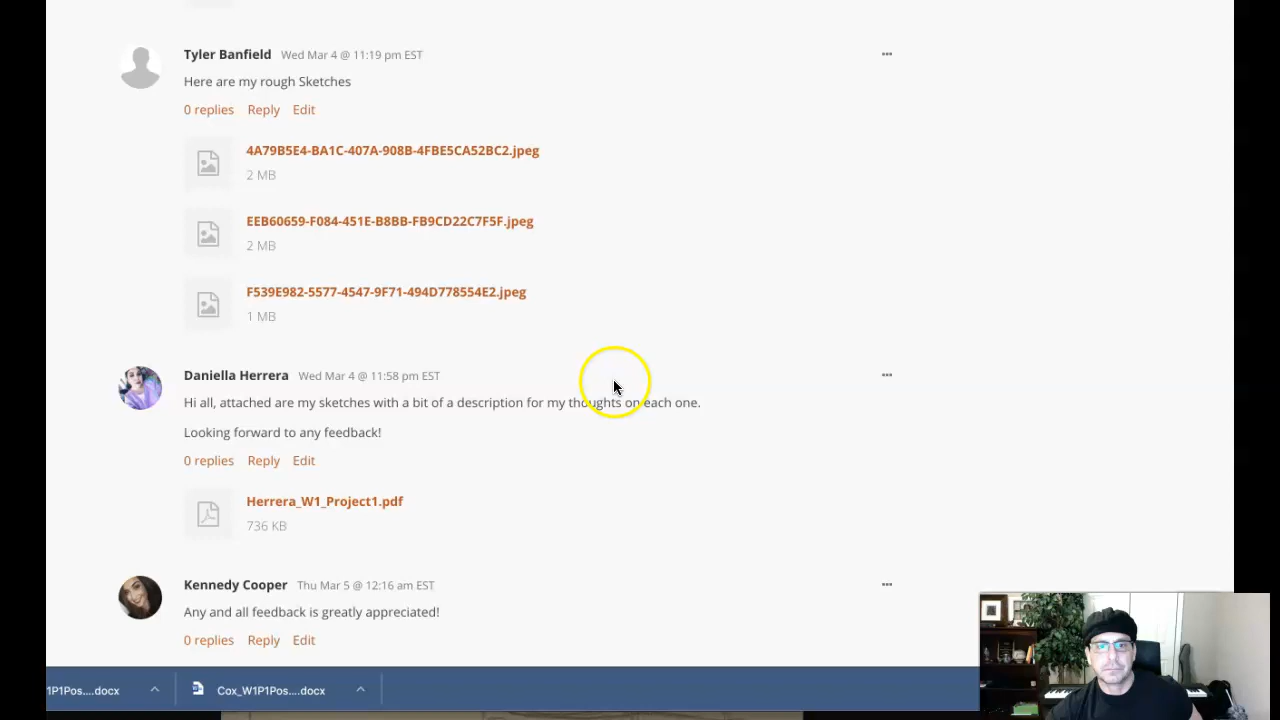 Tyler Banfield Wed Mar 4 @ 11:19 pm EST
Here are my rough Sketches
0 replies Reply Edit
4A79B5E4-BA1C-407A-908B-4FBE5CA52BC2.jpeg
2 MB
EEB60659-F084-451E-B8BB-FB9CD22C7F5F.jpeg
2 MB
F539E982-5577-4547-9F71-494D778554E2.jpeg
1 MB
Daniella Herrera Wed Mar 4 @ 11:58 pm EST
Hi all, attached are my sketches with a bit of a description for my thoughts on each one.
Looking forward to any feedback!
0 replies Reply Edit
Herrera_W1_Project1.pdf
736 KB
Kennedy Cooper Thu Mar 5 @ 12:16 am EST
Any and all feedback is greatly appreciated!
0 replies Reply Edit
1P1Pos....docx Cox_W1P1Pos....docx